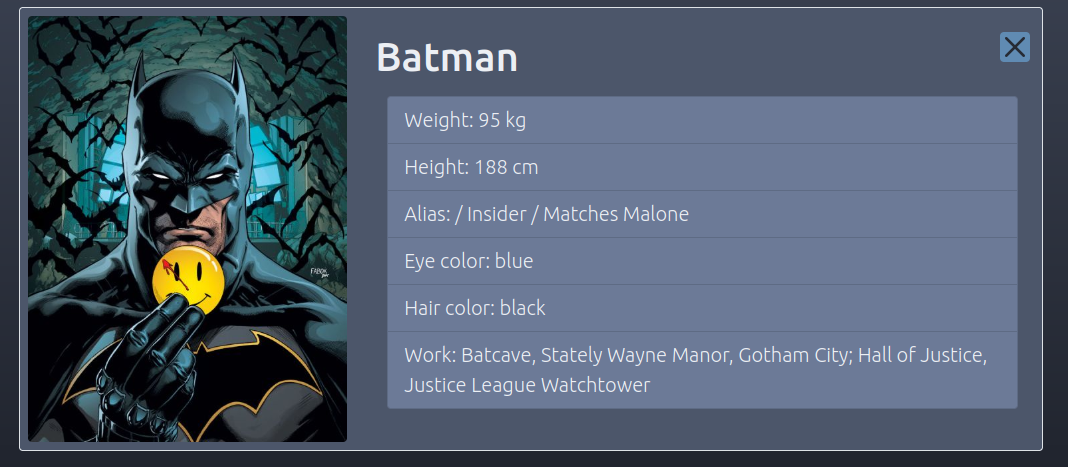 Batman
Weight: 95 kg
Height: 188 cm
Alias: / Insider / Matches Malone
Eye color: blue
Hair color: black
Work: Batcave, Stately Wayne Manor, Gotham City; Hall of Justice,
Justice League Watchtower